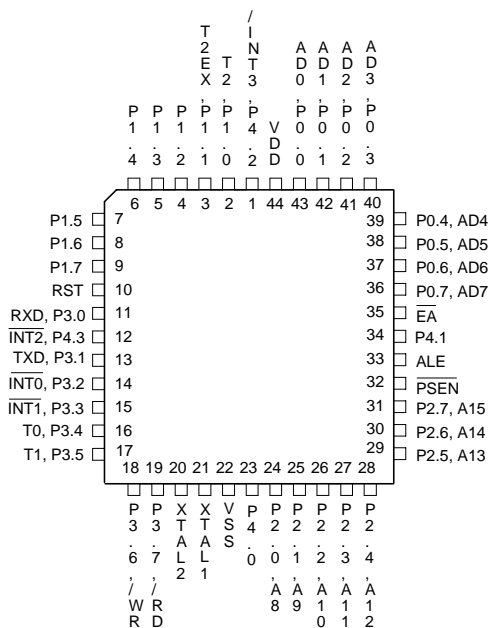 P1.4
P1.3
P1.2
T2EX,P1.1
T2,P1.0
/INT3,P4.2
VDD
AD0,P0.0
AD1,P0.1
AD2,P0.2
AD3,P0.3
6 5 4 3 2 1 44 43 42 41 40
P1.5 7
P1.6 8
P1.7 9
RST 10
RXD, P3.0 11
INT2, P4.3 12
TXD, P3.1 13
INT0, P3.2 14
INT1, P3.3 15
T0, P3.4 16
T1, P3.5 17
39 P0.4, AD4
38 P0.5, AD5
37 P0.6, AD6
36 P0.7, AD7
35 EA
34 P4.1
33 ALE
32 PSEN
31 P2.7, A15
30 P2.6, A14
29 P2.5, A13
18 19 20 21 22 23 24 25 26 27 28
P3.6,/WR
P3.7,/RD
XTAL2
XTAL1
VSS
P4.0
P2.0,A8
P2.1,A9
P2.2,A10
P2.3,A11
P2.4,A12